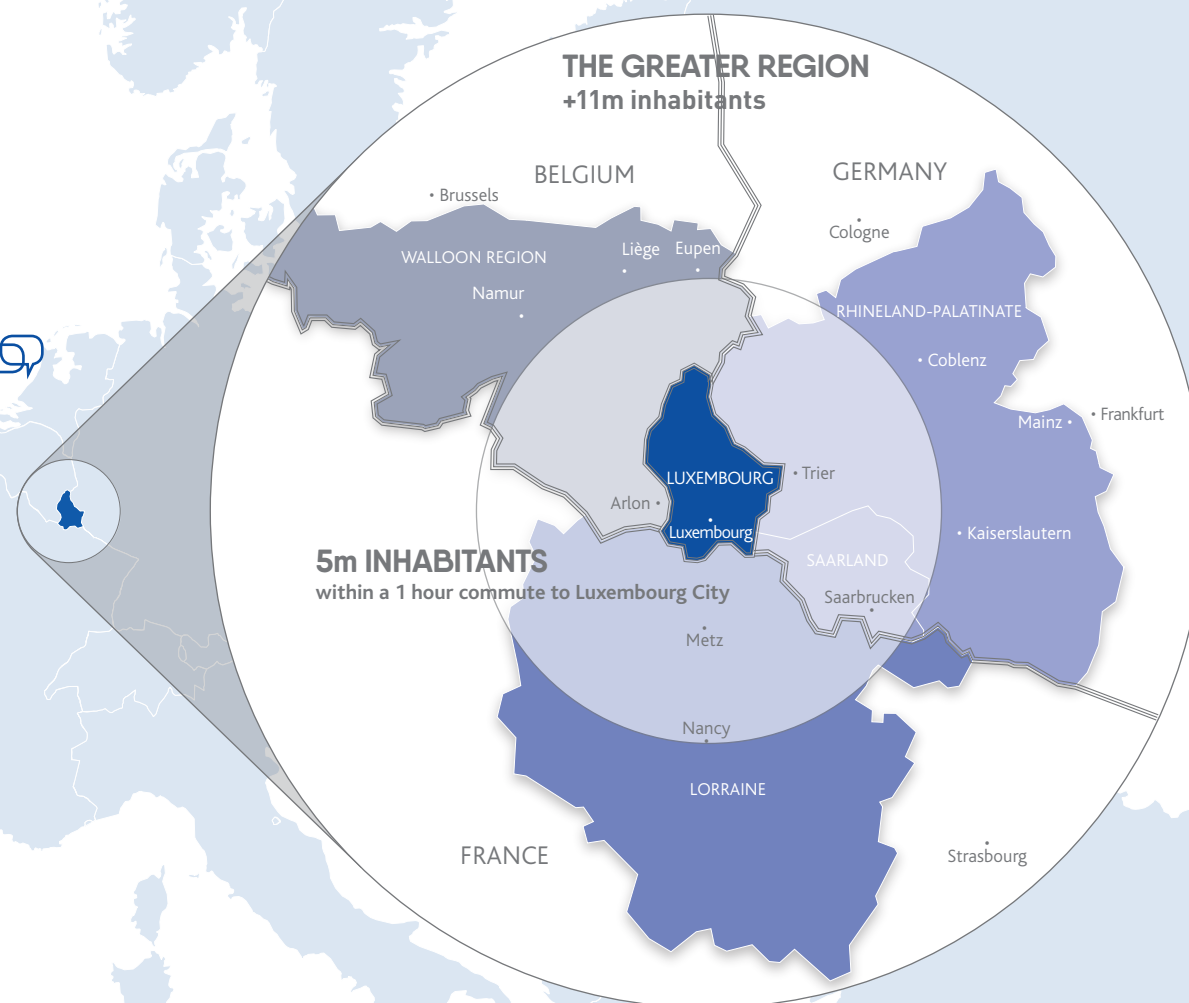 THE GREATER REGION
+11m inhabitants
BELGIUM
GERMANY
Brussels
Cologne
WALLOON REGION
Liège
Eupen
Namur
RHINELAND-PALATINATE
Coblenz
Mainz
Frankfurt
LUXEMBOURG
Trier
Arlon
Luxembourg
Kaiserslautern
5m INHABITANTS
within a 1 hour commute to Luxembourg City
SAARLAND
Saarbrucken
Metz
Nancy
LORRAINE
FRANCE
Strasbourg